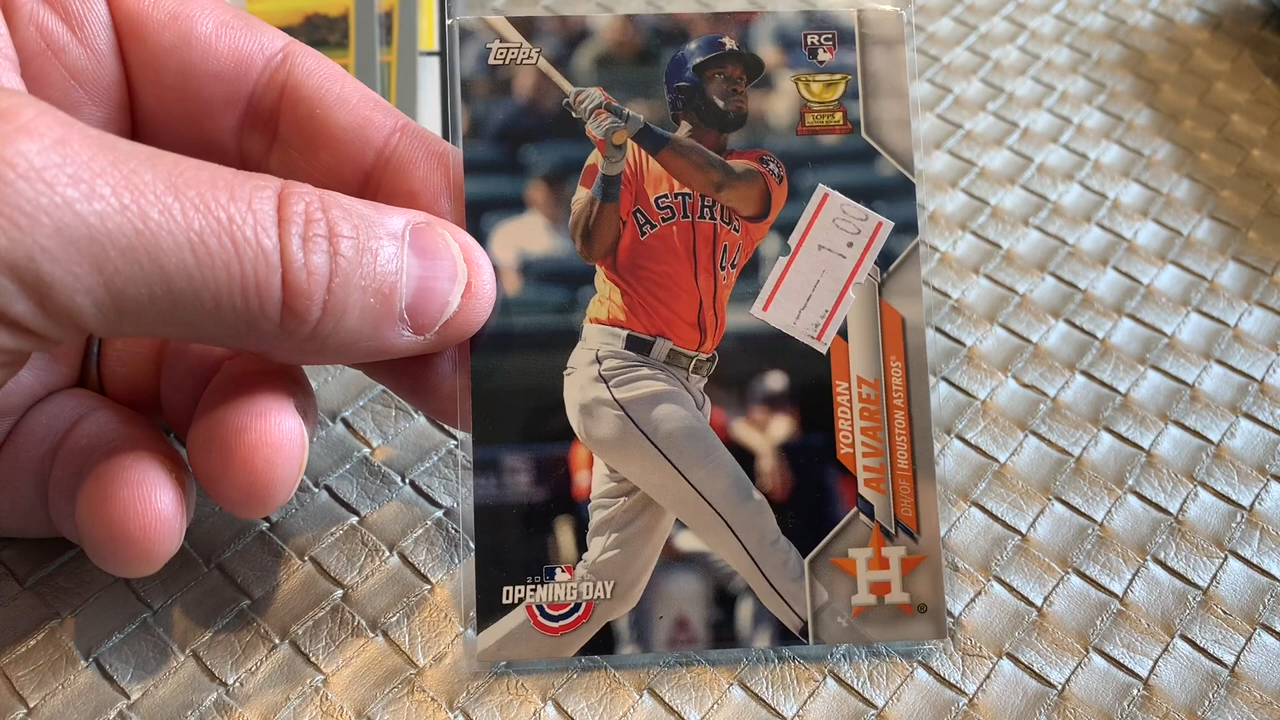 Topps
RC
TOPPS
ASTROS
44
1.00
YORDAN
ALVAREZ
DH/OF | HOUSTON ASTROS®
OPENING DAY
H
®